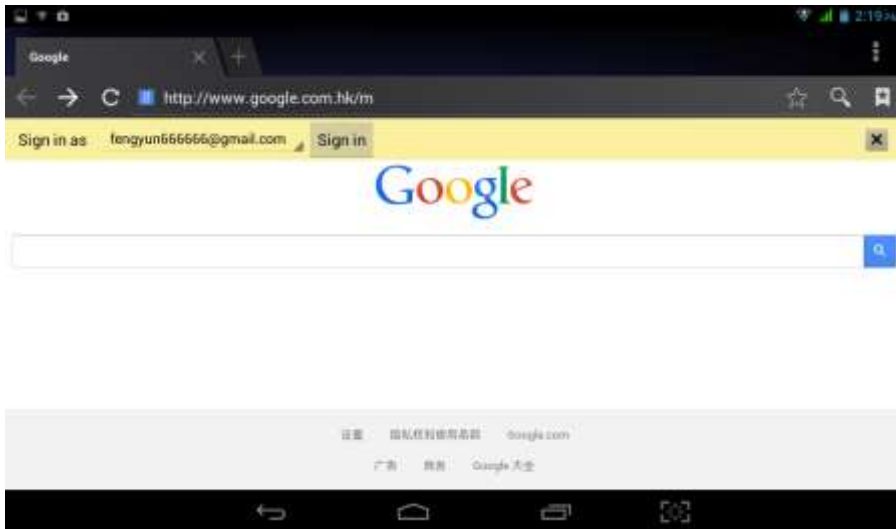 2:19
Google
http://www.google.com.hk/m
Sign in as fengyun666666@gmail.com Sign in
Google
设置 Google.com
广告 Google 大全